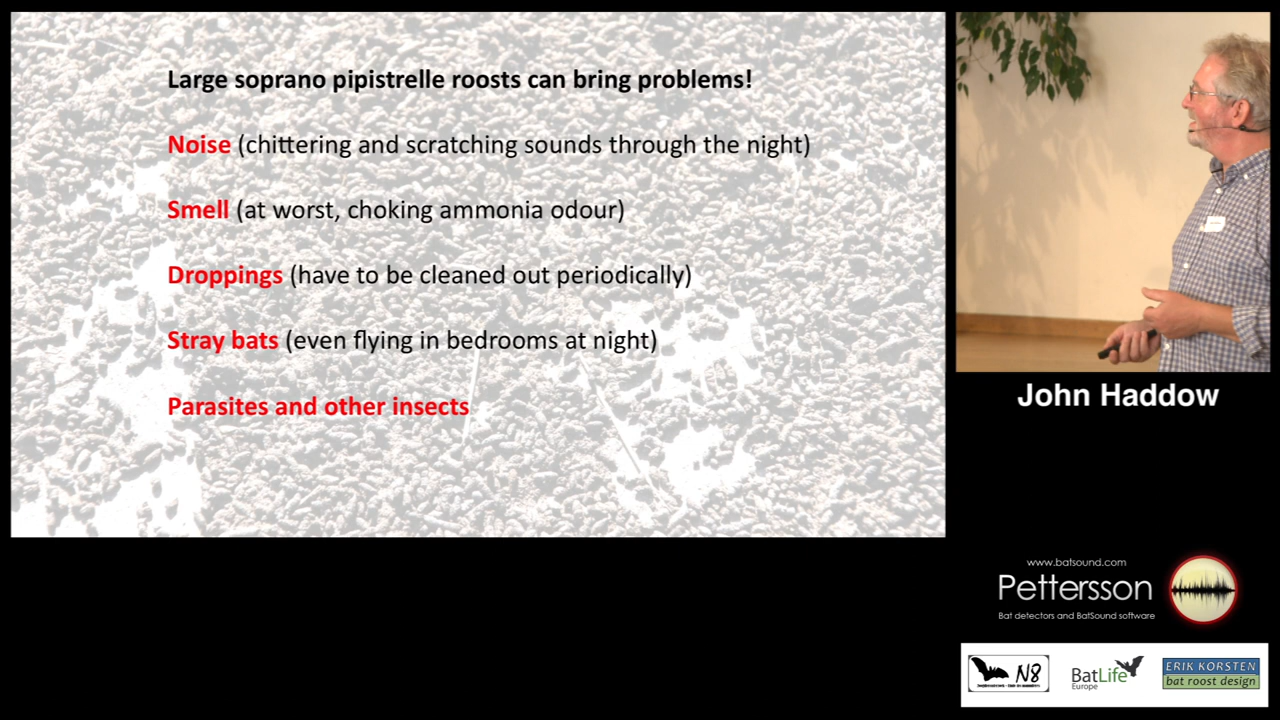 Large soprano pipistrelle roosts can bring problems!
Noise (chittering and scratching sounds through the night)
Smell (at worst, choking ammonia odour)
Droppings (have to be cleaned out periodically)
Stray bats (even flying in bedrooms at night)
Parasites and other insects
John Haddow
www.batsound.com
Pettersson
Bat detectors and BatSound software
N8
BatLife
Europe
ERIK KORSTEN
bat roost design